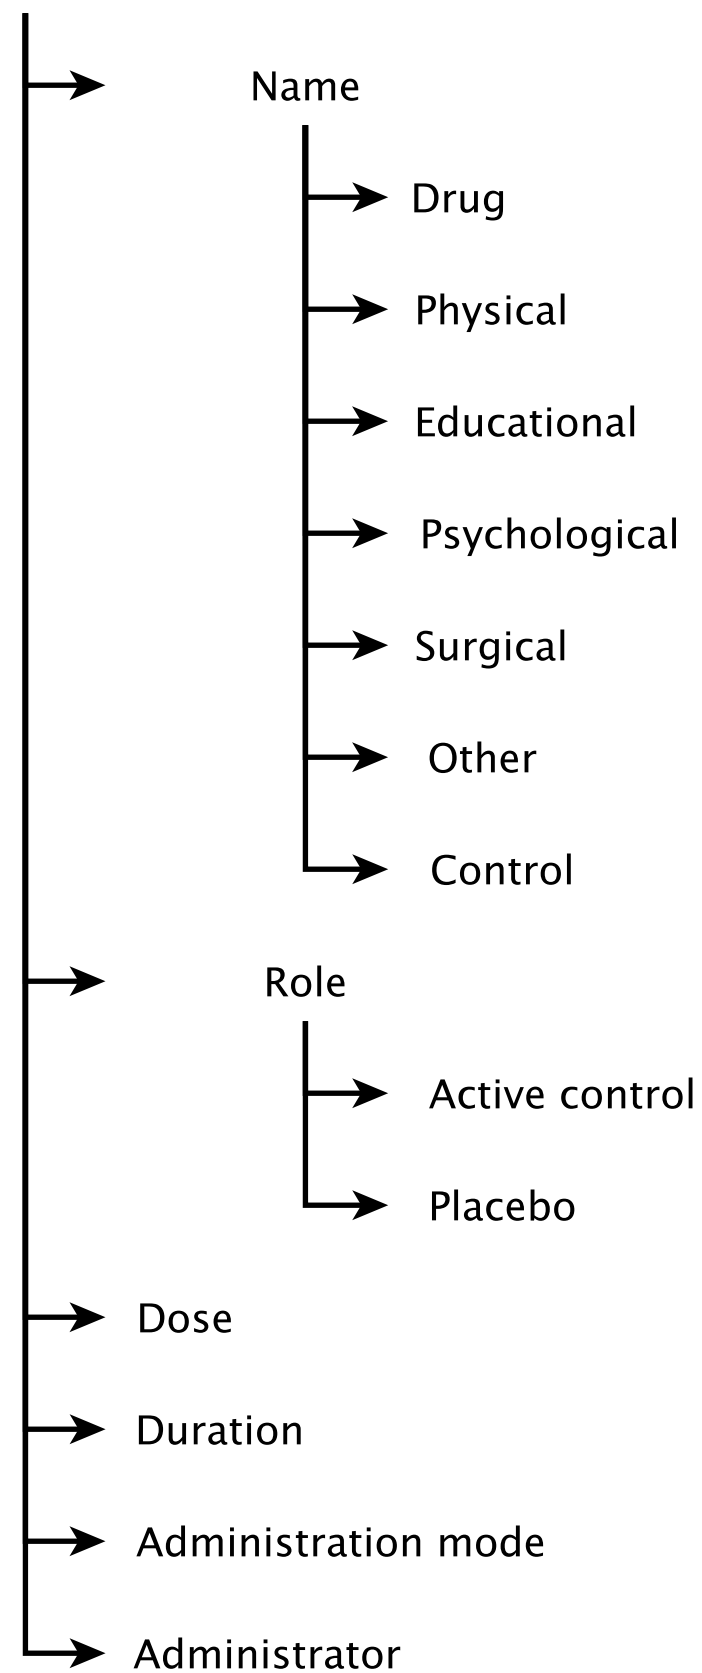 Name
Drug
Physical
Educational
Psychological
Surgical
Other
Control
Role
Active control
Placebo
Dose
Duration
Administration mode
Administrator